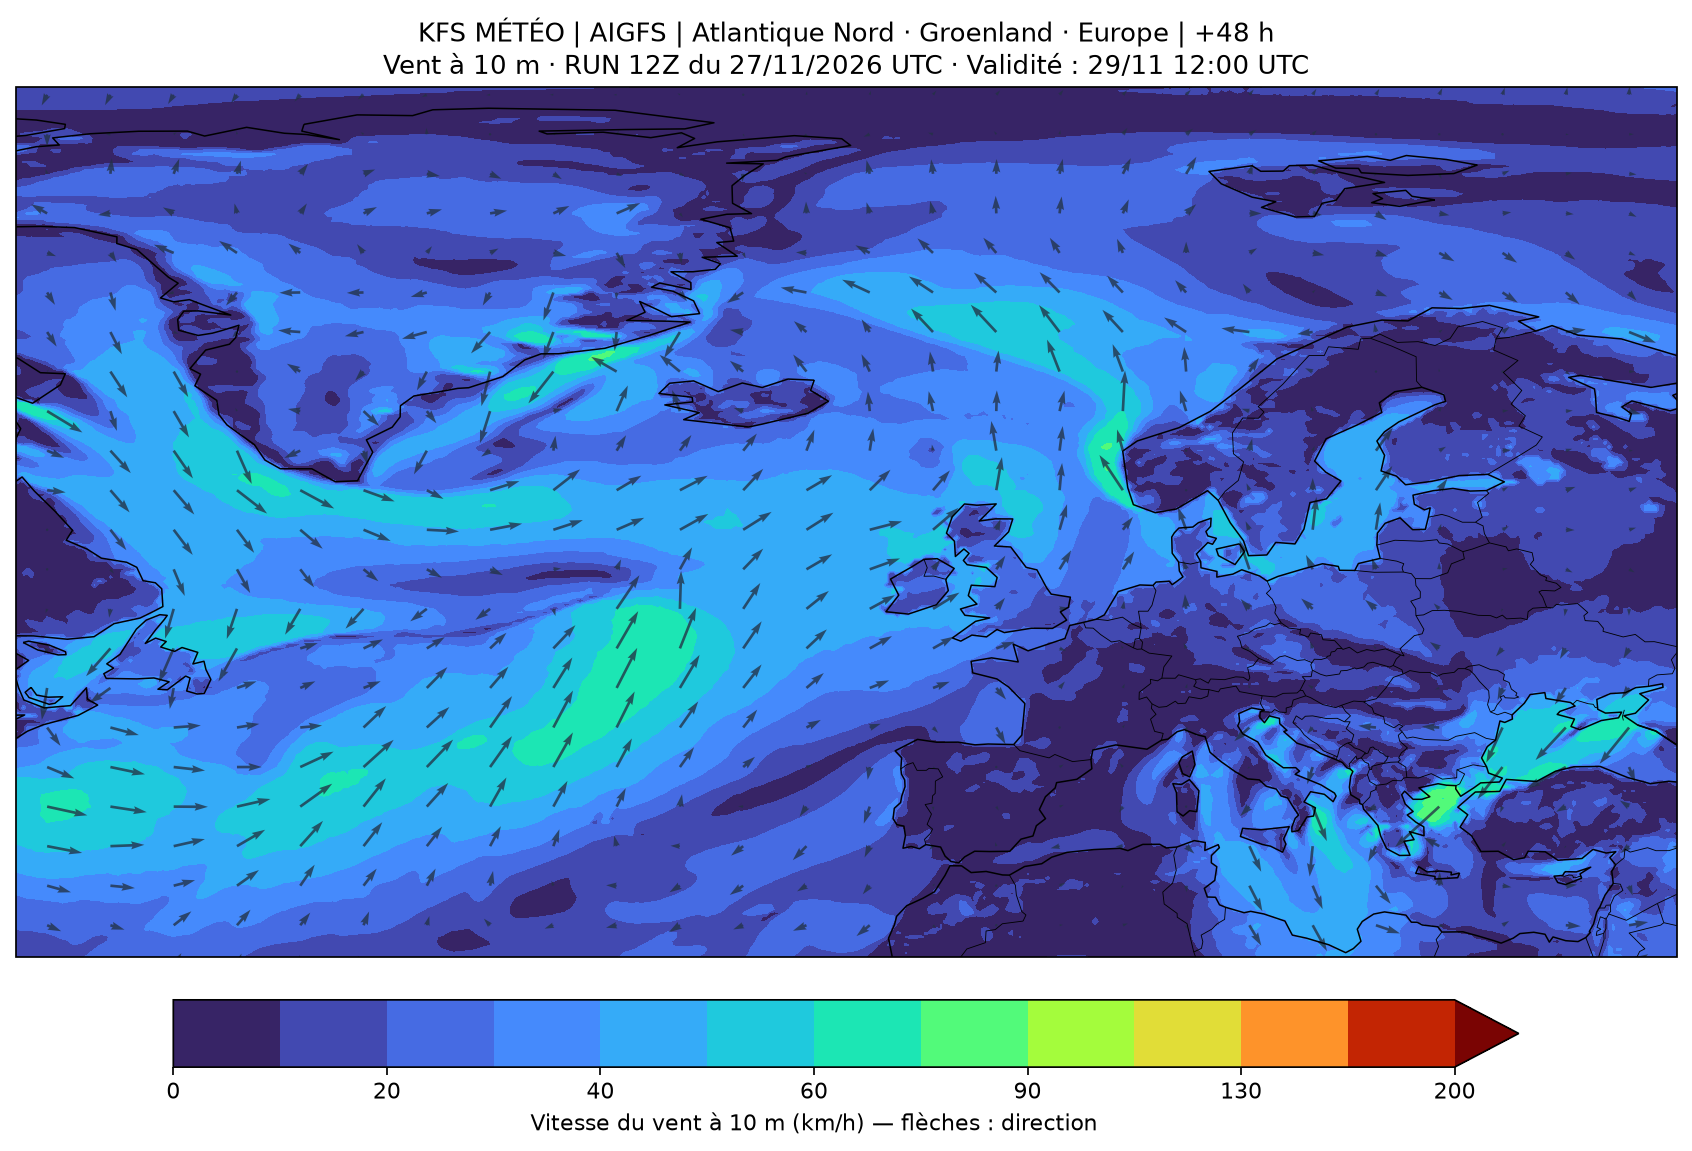 KFS MÉTÉO | AIGFS | Atlantique Nord · Groenland · Europe | +48 h
Vent à 10 m · RUN 12Z du 27/11/2026 UTC · Validité : 29/11 12:00 UTC
0 20 40 60 90 130 200
Vitesse du vent à 10 m (km/h) — flèches : direction